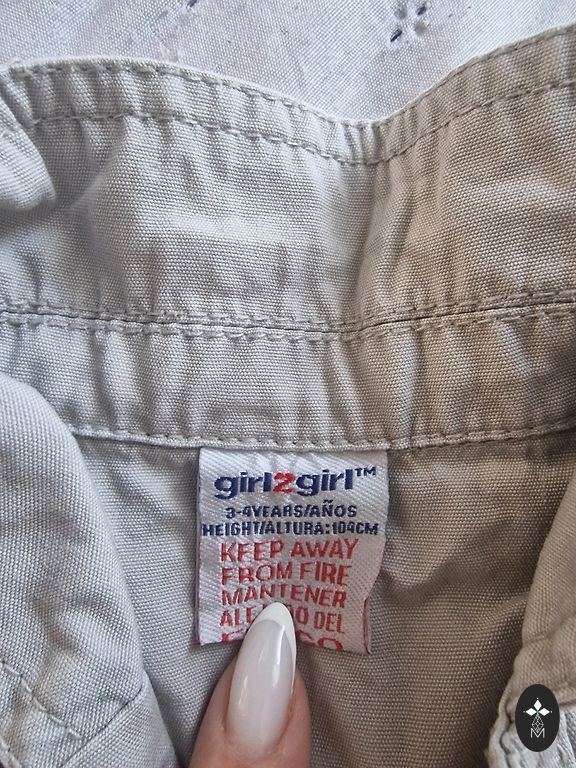 girl2girl™
3-4YEARS/AÑOS
HEIGHT/ALTURA:104CM
KEEP AWAY
FROM FIRE
MANTENER
DEL